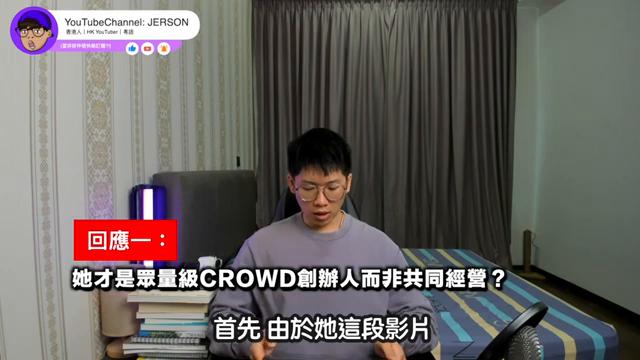 YouTubeChannel: JERSON
香港人｜HK YouTuber｜粵語
回應一：
她才是眾量級CROWD創辦人而非共同經營？
首先 由於她這段影片